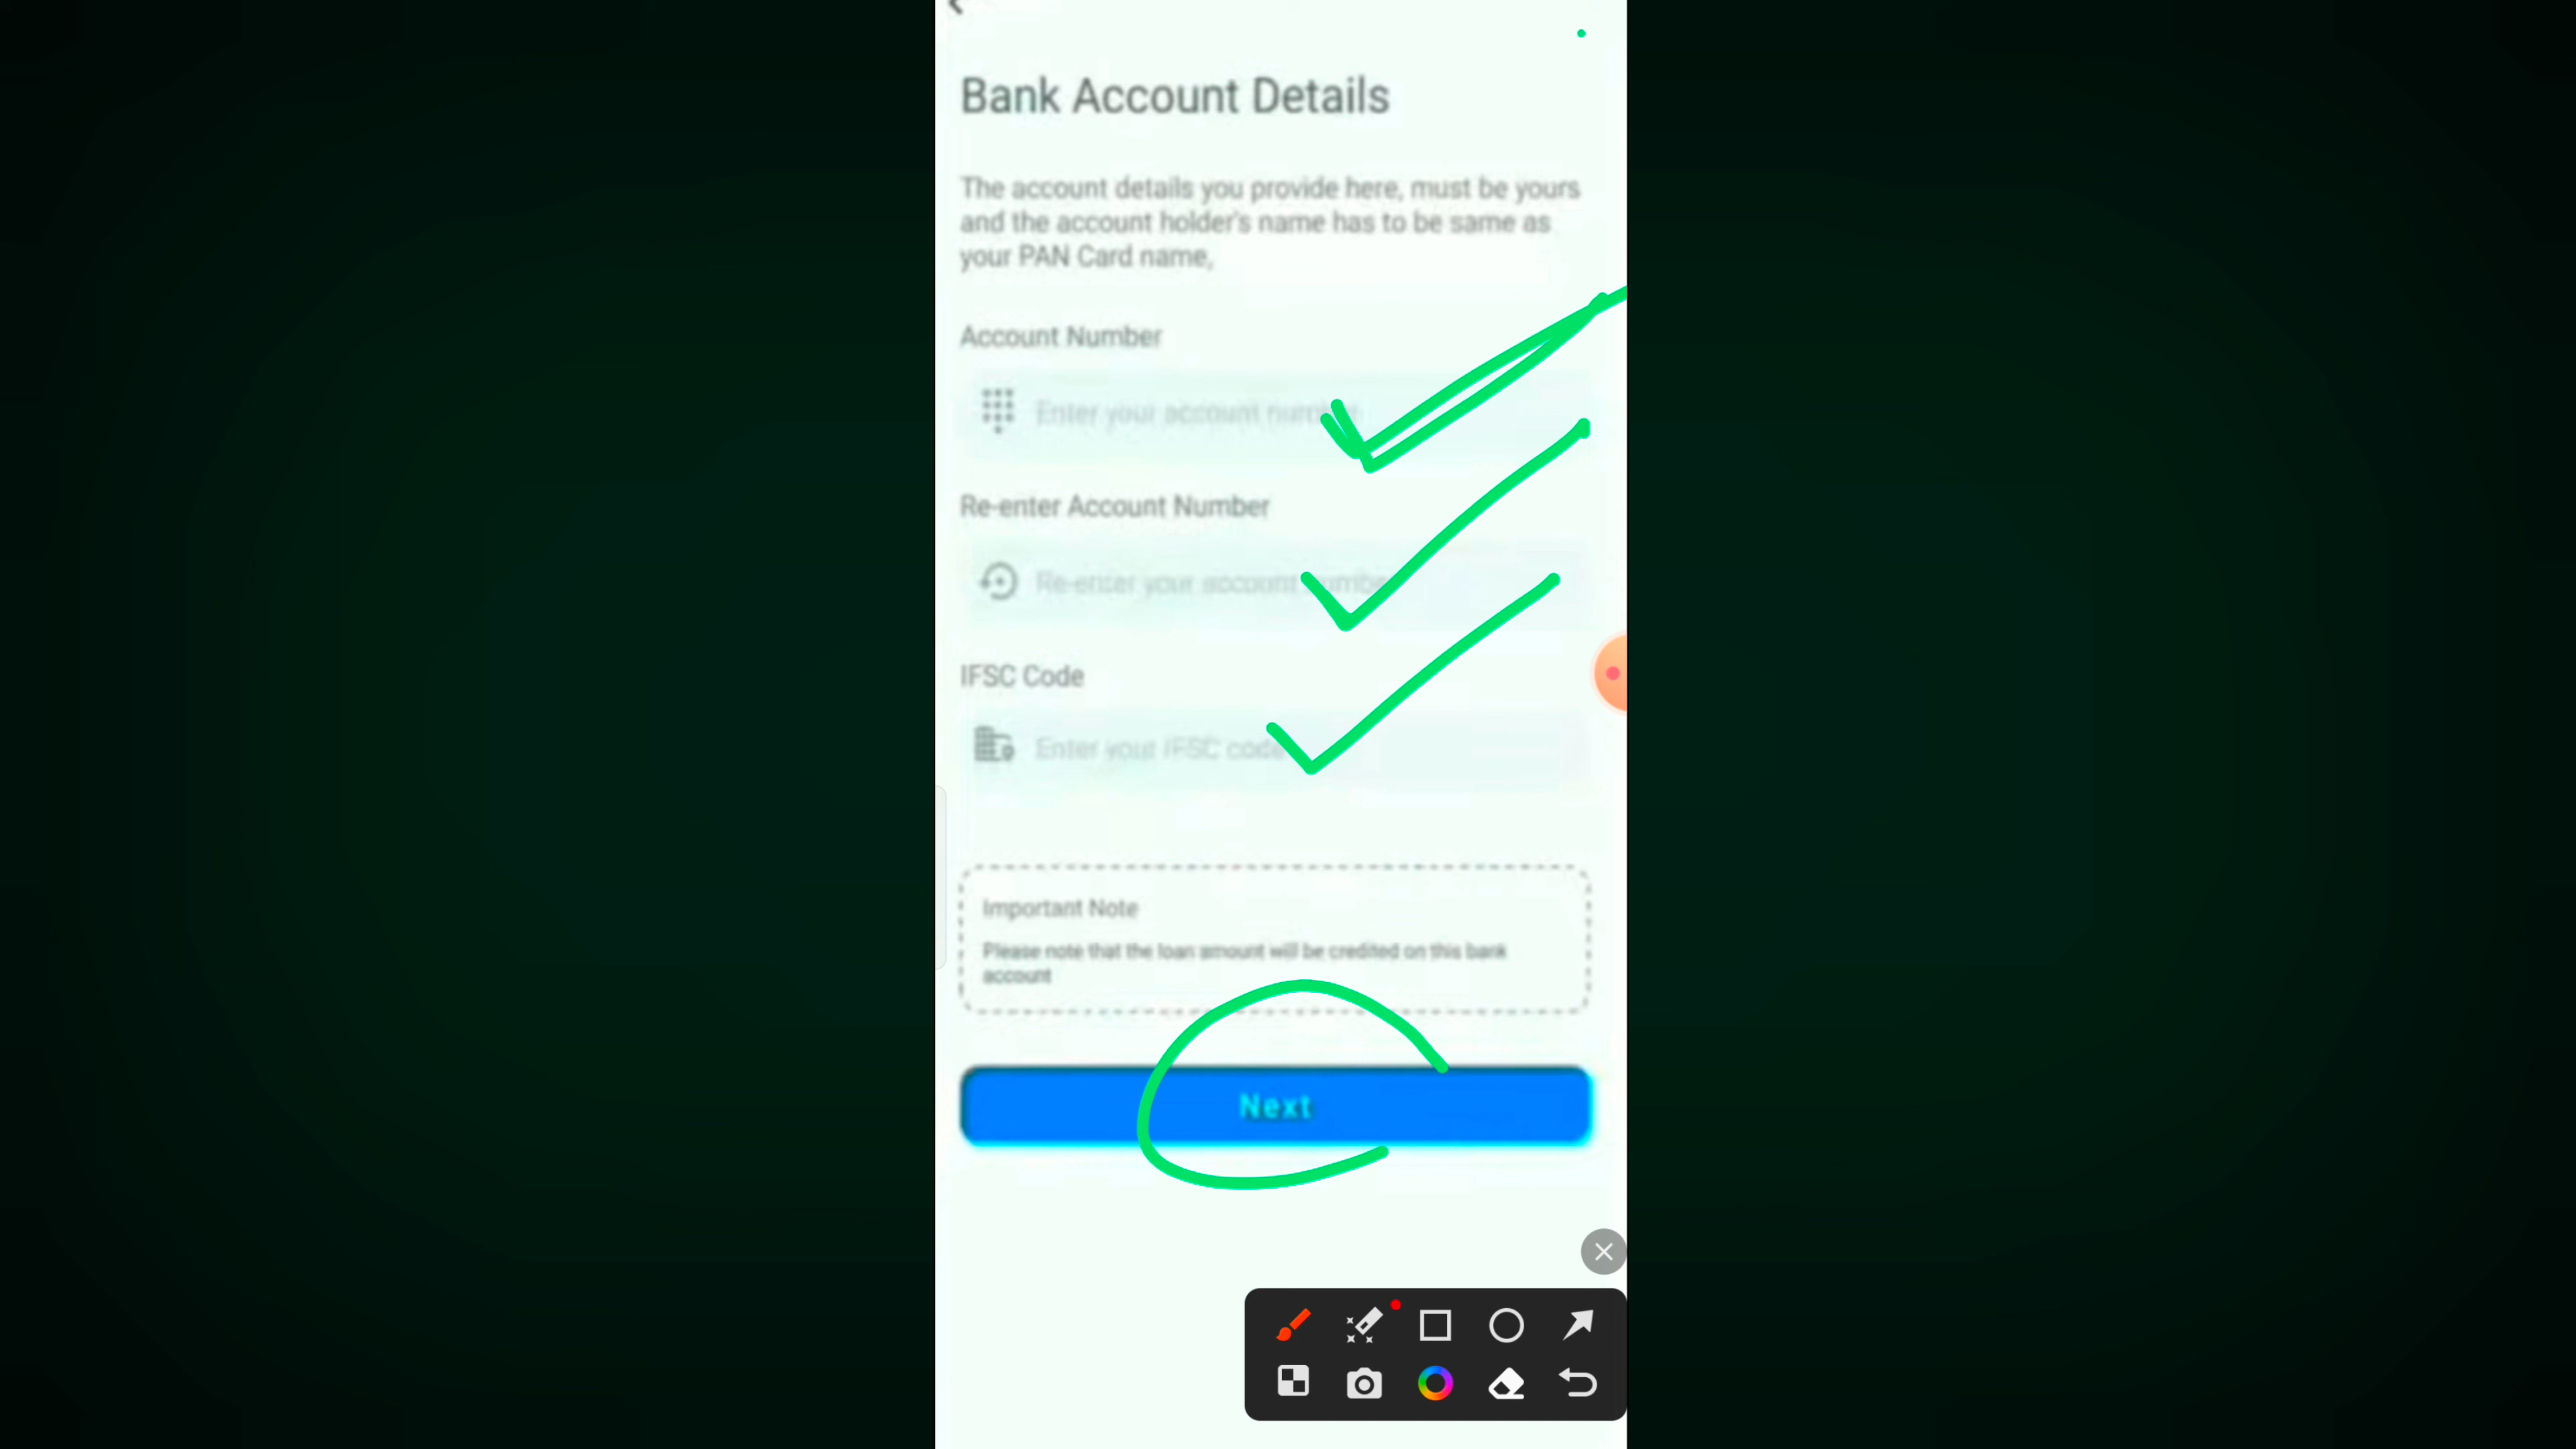 Bank Account Details
The account details you provide here, must be yours
and the account holder's name has to be same as
your PAN Card name,
Account Number
Enter your account number
Re-enter Account Number
Re-enter your account number
IFSC Code
Enter your IFSC code
Important Note
Please note that the loan amount will be credited on this bank
account
Next